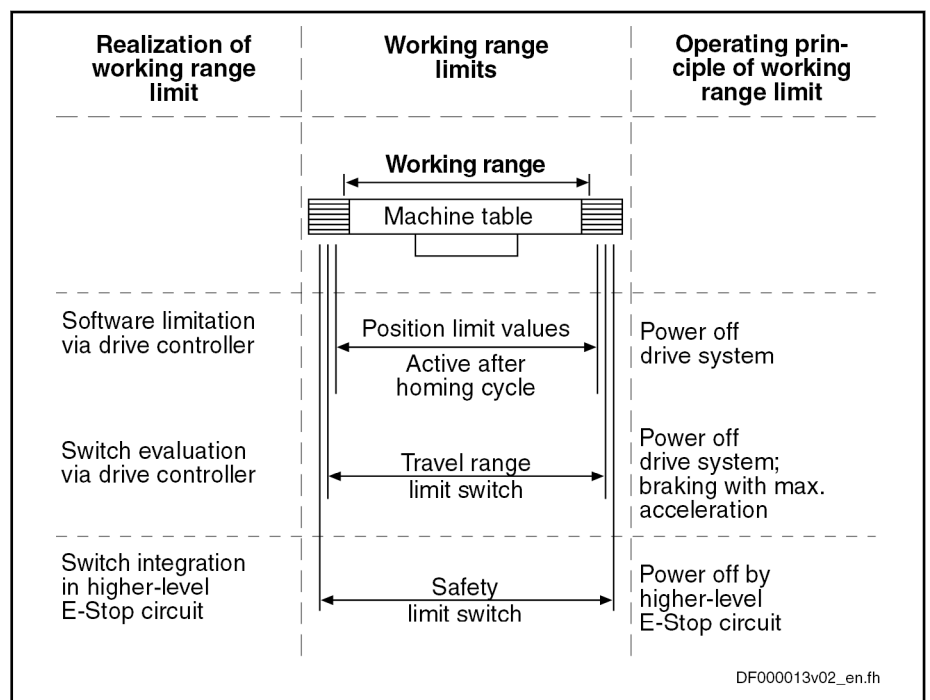 Realization of
working range
limit
Working range
limits
Operating prin-
ciple of working
range limit
Working range
Machine table
Software limitation
via drive controller
Position limit values
Active after
homing cycle
Power off
drive system
Switch evaluation
via drive controller
Travel range
limit switch
Power off
drive system;
braking with max.
acceleration
Switch integration
in higher-level
E-Stop circuit
Safety
limit switch
Power off by
higher-level
E-Stop circuit
DF000013v02_en.fh